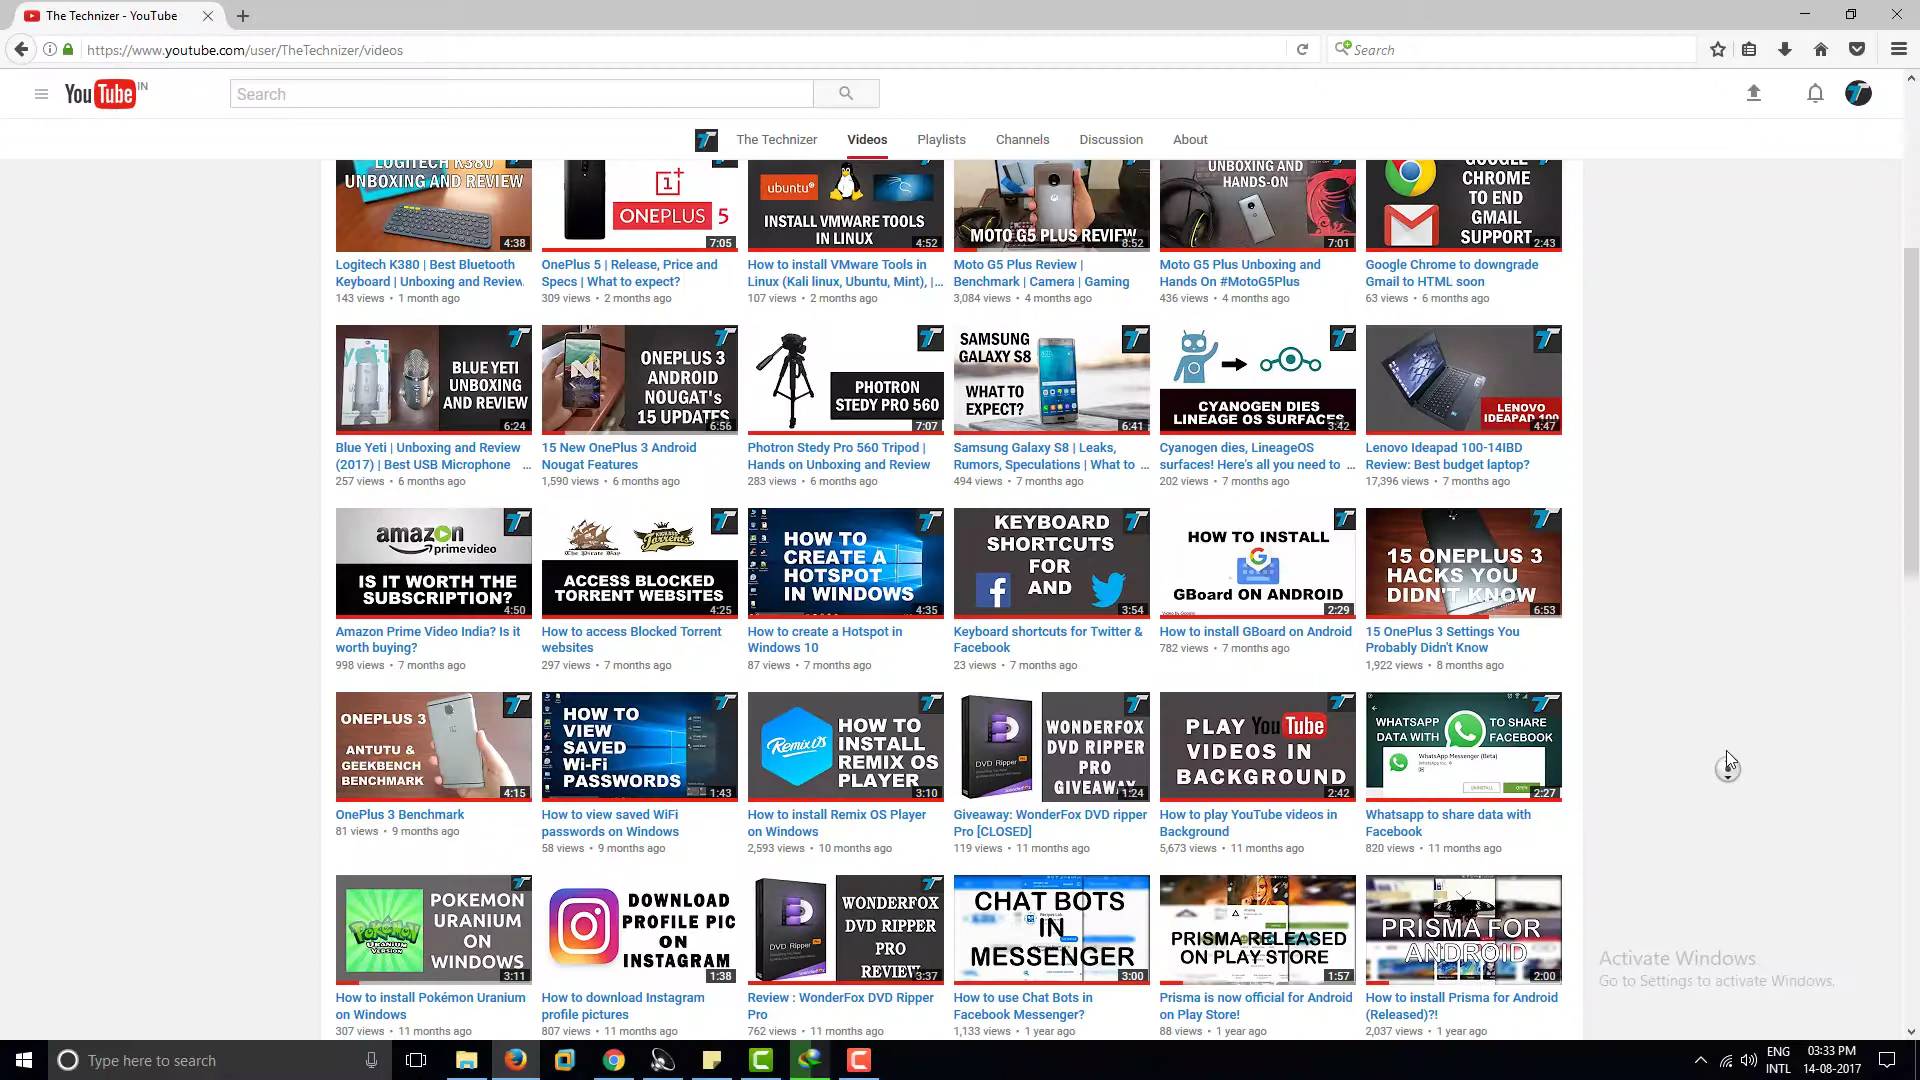 The Technizer - YouTube
https://www.youtube.com/user/TheTechnizer/videos
Search
YouTube IN
Search
The Technizer
Videos
Playlists
Channels
Discussion
About
LOGITECH K380
UNBOXING AND REVIEW
4:38
Logitech K380 | Best Bluetooth
Keyboard | Unboxing and Review
143 views • 1 month ago
ONEPLUS 5
7:05
OnePlus 5 | Release, Price and
Specs | What to expect?
309 views • 2 months ago
ubuntu
INSTALL VMWARE TOOLS
IN LINUX
4:52
How to install VMware Tools in
Linux (Kali linux, Ubuntu, Mint), |...
107 views • 2 months ago
MOTO G5 PLUS REVIEW
8:52
Moto G5 Plus Review |
Benchmark | Camera | Gaming
3,084 views • 4 months ago
UNBOXING AND
HANDS-ON
7:01
Moto G5 Plus Unboxing and
Hands On #MotoG5Plus
436 views • 4 months ago
GOOGLE
CHROME
TO END
GMAIL
SUPPORT
2:43
Google Chrome to downgrade
Gmail to HTML soon
63 views • 6 months ago
yeti
BLUE YETI
UNBOXING
AND REVIEW
6:24
Blue Yeti | Unboxing and Review
(2017) | Best USB Microphone ...
257 views • 6 months ago
ONEPLUS 3
ANDROID
NOUGAT's
15 UPDATES
6:56
15 New OnePlus 3 Android
Nougat Features
1,590 views • 6 months ago
PHOTRON
STEDY PRO 560
7:07
Photron Stedy Pro 560 Tripod |
Hands on Unboxing and Review
283 views • 6 months ago
SAMSUNG
GALAXY S8
WHAT TO
EXPECT?
6:41
Samsung Galaxy S8 | Leaks,
Rumors, Speculations | What to ...
494 views • 7 months ago
CYANOGEN DIES
LINEAGE OS SURFACES
3:42
Cyanogen dies, LineageOS
surfaces! Here's all you need to ...
202 views • 7 months ago
LENOVO
IDEAPAD 100
4:47
Lenovo Ideapad 100-14IBD
Review: Best budget laptop?
17,396 views • 7 months ago
amazon
prime video
IS IT WORTH THE
SUBSCRIPTION?
4:50
Amazon Prime Video India? Is it
worth buying?
998 views • 7 months ago
The Pirate Bay
Torrents
ACCESS BLOCKED
TORRENT WEBSITES
4:25
How to access Blocked Torrent
websites
297 views • 7 months ago
HOW TO
CREATE A
HOTSPOT
IN WINDOWS
4:35
How to create a Hotspot in
Windows 10
87 views • 7 months ago
KEYBOARD
SHORTCUTS
FOR
AND
3:54
Keyboard shortcuts for Twitter &
Facebook
23 views • 7 months ago
HOW TO INSTALL
GBoard ON ANDROID
2:29
How to install GBoard on Android
782 views • 7 months ago
15 ONEPLUS 3
HACKS YOU
DIDN'T KNOW
6:53
15 OnePlus 3 Settings You
Probably Didn't Know
1,922 views • 8 months ago
ONEPLUS 3
ANTUTU &
GEEKBENCH
BENCHMARK
4:15
OnePlus 3 Benchmark
81 views • 9 months ago
HOW TO
VIEW
SAVED
Wi-Fi
PASSWORDS
1:43
How to view saved WiFi
passwords on Windows
58 views • 9 months ago
RemixOS
HOW TO
INSTALL
REMIX OS
PLAYER
3:10
How to install Remix OS Player
on Windows
2,593 views • 10 months ago
DVD Ripper
WONDERFOX
DVD RIPPER
PRO
GIVEAWAY
1:24
Giveaway: WonderFox DVD ripper
Pro [CLOSED]
119 views • 11 months ago
PLAY YouTube
VIDEOS IN
BACKGROUND
2:42
How to play YouTube videos in
Background
5,673 views • 11 months ago
WHATSAPP TO SHARE
DATA WITH FACEBOOK
WhatsApp Messenger (Beta)
UNINSTALL
OPEN
2:27
Whatsapp to share data with
Facebook
820 views • 11 months ago
POKEMON
URANIUM
ON
WINDOWS
3:11
How to install Pokémon Uranium
on Windows
307 views • 11 months ago
DOWNLOAD
PROFILE PIC
ON
INSTAGRAM
1:38
How to download Instagram
profile pictures
807 views • 11 months ago
DVD Ripper
WONDERFOX
DVD RIPPER
PRO
REVIEW
3:37
Review : WonderFox DVD Ripper
Pro
762 views • 11 months ago
CHAT BOTS
IN
MESSENGER
3:00
How to use Chat Bots in
Facebook Messenger?
1,133 views • 1 year ago
PRISMA RELEASED
ON PLAY STORE
1:57
Prisma is now official for Android
on Play Store!
88 views • 1 year ago
PRISMA FOR
ANDROID
2:00
How to install Prisma for Android
(Released)?!
2,037 views • 1 year ago
Activate Windows
Go to Settings to activate Windows.
Type here to search
ENG
INTL
03:33 PM
14-08-2017